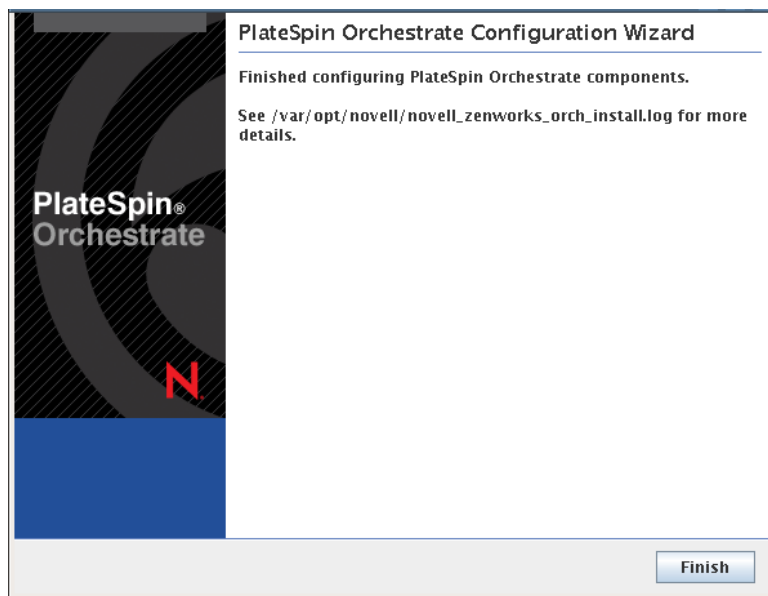 PlateSpin Orchestrate Configuration Wizard
Finished configuring PlateSpin Orchestrate components.
See /var/opt/novell/novell_zenworks_orch_install.log for more
details.
PlateSpin®
Orchestrate
N
Finish